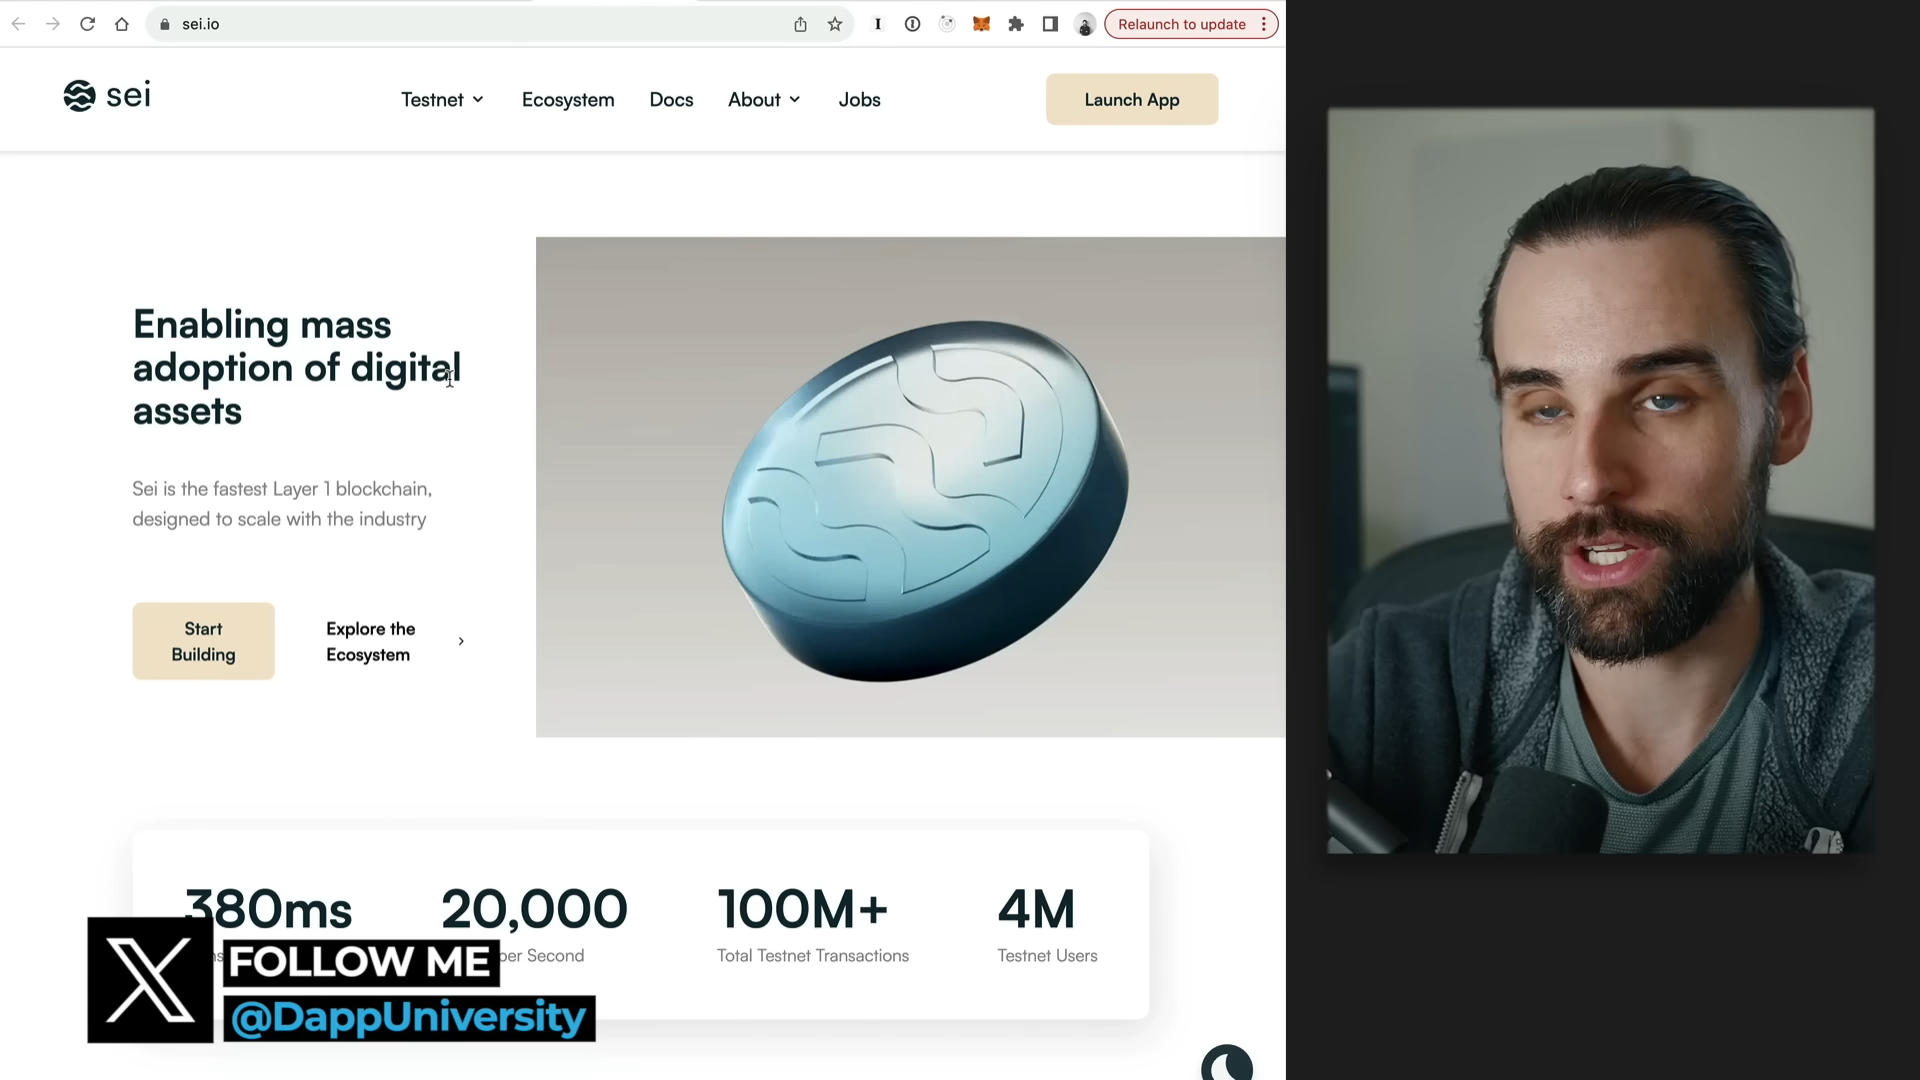 sei.io
Relaunch to update
sei
Testnet
Ecosystem
Docs
About
Jobs
Launch App
Enabling mass
adoption of digital
assets
Sei is the fastest Layer 1 blockchain,
designed to scale with the industry
Start
Building
Explore the
Ecosystem
380ms
20,000
100M+
4M
per Second
Total Testnet Transactions
Testnet Users
FOLLOW ME
@DappUniversity